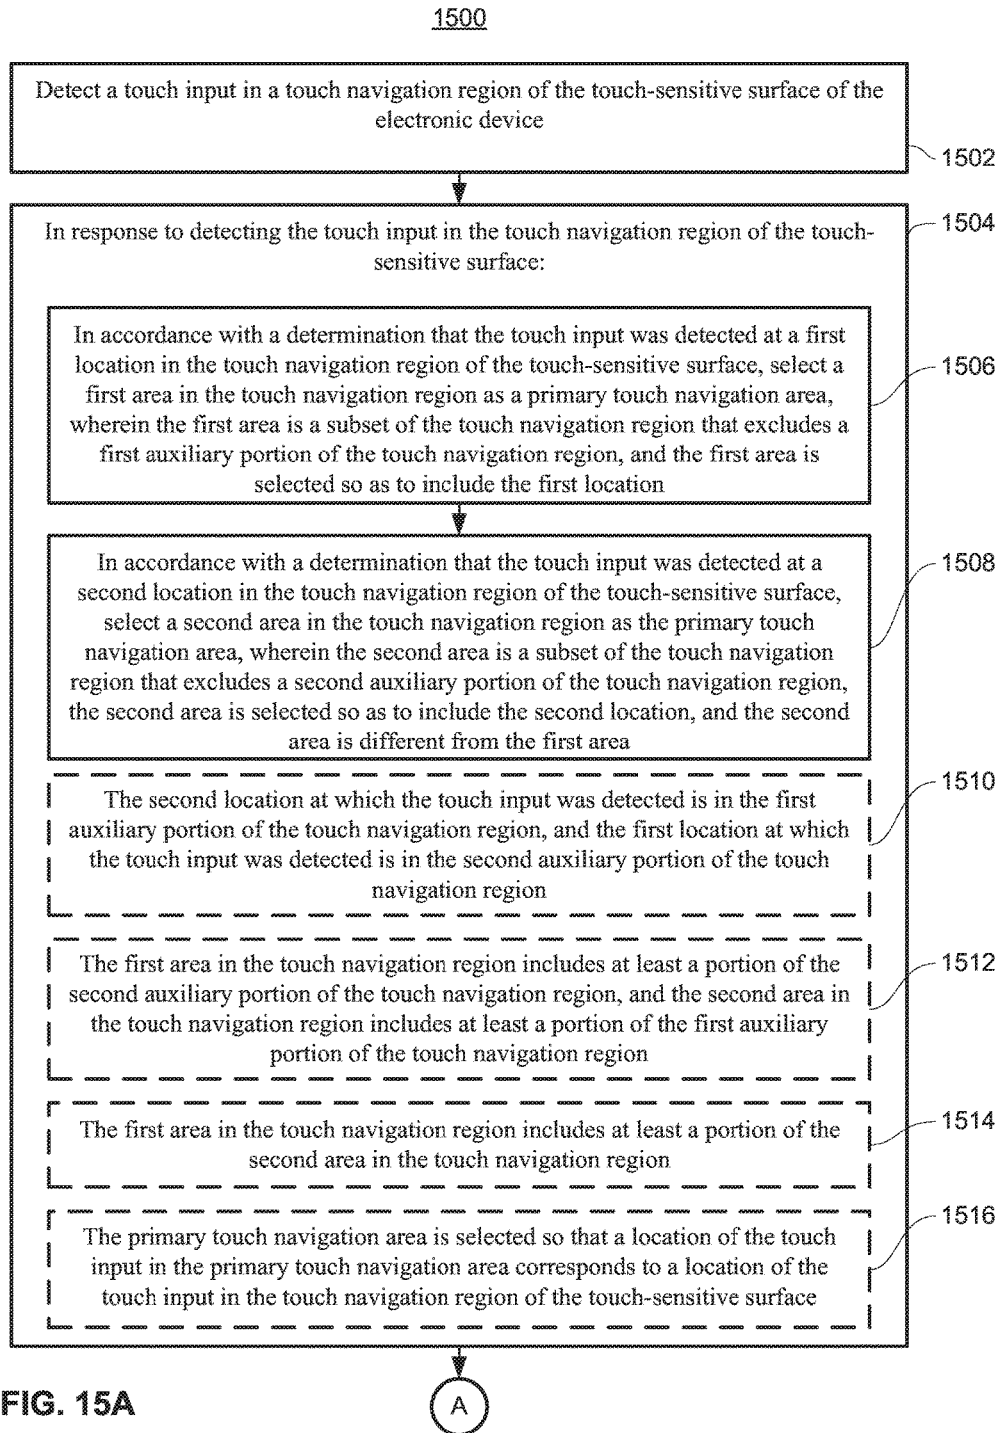 1500
Detect a touch input in a touch navigation region of the touch-sensitive surface of the
electronic device
1502
1504
In response to detecting the touch input in the touch navigation region of the touch-
sensitive surface:
In accordance with a determination that the touch input was detected at a first
location in the touch navigation region of the touch-sensitive surface, select a
first area in the touch navigation region as a primary touch navigation area,
wherein the first area is a subset of the touch navigation region that excludes a
first auxiliary portion of the touch navigation region, and the first area is
selected so as to include the first location
1506
In accordance with a determination that the touch input was detected at a
second location in the touch navigation region of the touch-sensitive surface,
select a second area in the touch navigation region as the primary touch
navigation area, wherein the second area is a subset of the touch navigation
region that excludes a second auxiliary portion of the touch navigation region,
the second area is selected so as to include the second location, and the second
area is different from the first area
1508
The second location at which the touch input was detected is in the first
auxiliary portion of the touch navigation region, and the first location at which
the touch input was detected is in the second auxiliary portion of the touch
navigation region
1510
The first area in the touch navigation region includes at least a portion of the
second auxiliary portion of the touch navigation region, and the second area in
the touch navigation region includes at least a portion of the first auxiliary
portion of the touch navigation region
1512
The first area in the touch navigation region includes at least a portion of the
second area in the touch navigation region
1514
The primary touch navigation area is selected so that a location of the touch
input in the primary touch navigation area corresponds to a location of the
touch input in the touch navigation region of the touch-sensitive surface
1516
FIG. 15A
A